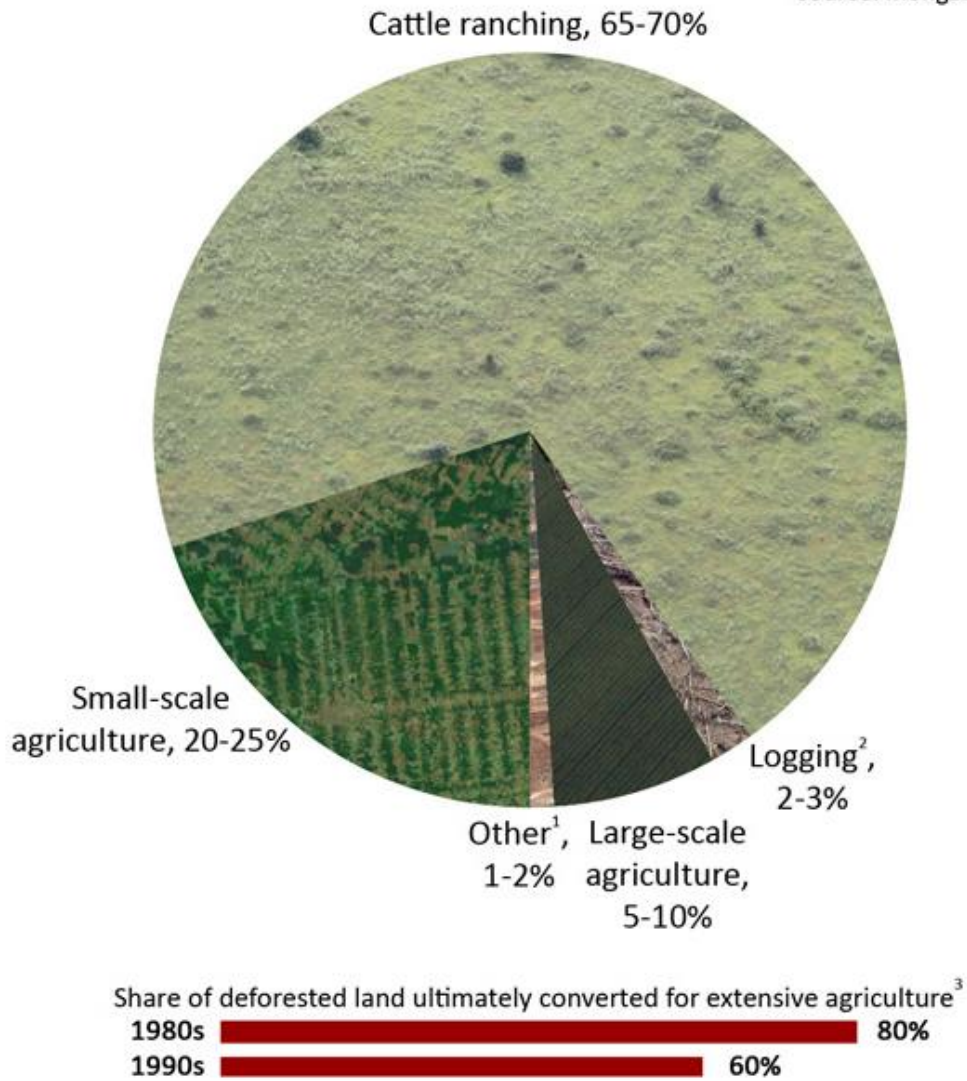 Cattle ranching, 65-70%
Small-scale
agriculture, 20-25%
Logging²,
2-3%
Other¹,
1-2%
Large-scale
agriculture,
5-10%
Share of deforested land ultimately converted for extensive agriculture³
1980s 80%
1990s 60%